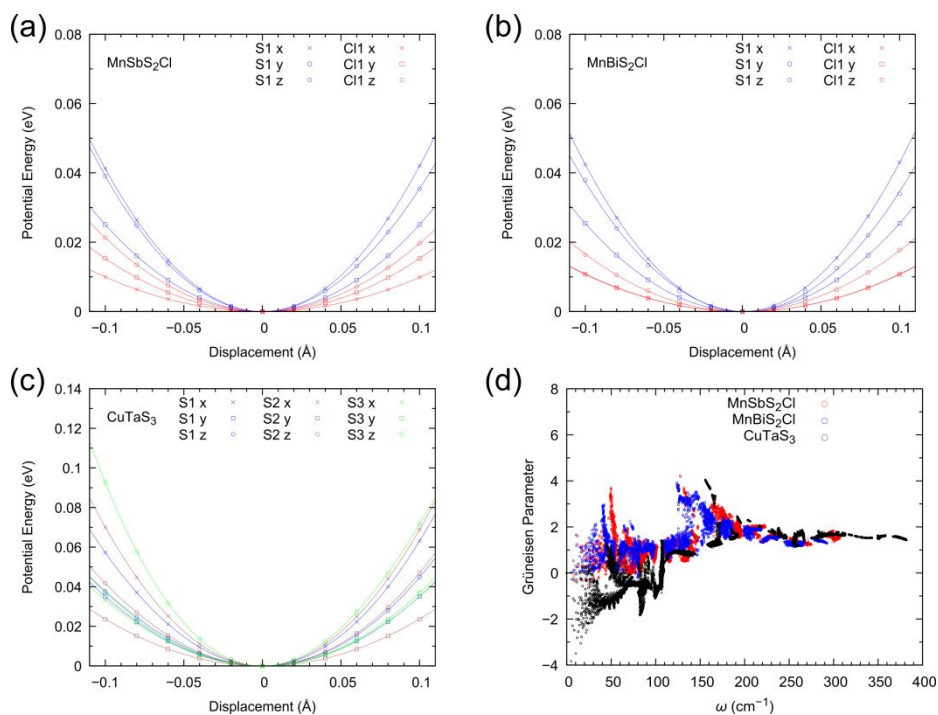 (a)
MnSbS₂Cl
S1 x Cl1 x
S1 y Cl1 y
S1 z Cl1 z
Potential Energy (eV)
0.08
0.06
0.04
0.02
0
−0.1 −0.05 0 0.05 0.1
Displacement (Å)
(b)
MnBiS₂Cl
S1 x Cl1 x
S1 y Cl1 y
S1 z Cl1 z
Potential Energy (eV)
0.08
0.06
0.04
0.02
0
−0.1 −0.05 0 0.05 0.1
Displacement (Å)
(c)
CuTaS₃
S1 x S2 x S3 x
S1 y S2 y S3 y
S1 z S2 z S3 z
Potential Energy (eV)
0.14
0.12
0.1
0.08
0.06
0.04
0.02
0
−0.1 −0.05 0 0.05 0.1
Displacement (Å)
(d)
MnSbS₂Cl
MnBiS₂Cl
CuTaS₃
Grüneisen Parameter
8
6
4
2
0
−2
−4
0 50 100 150 200 250 300 350 400
ω (cm⁻¹)